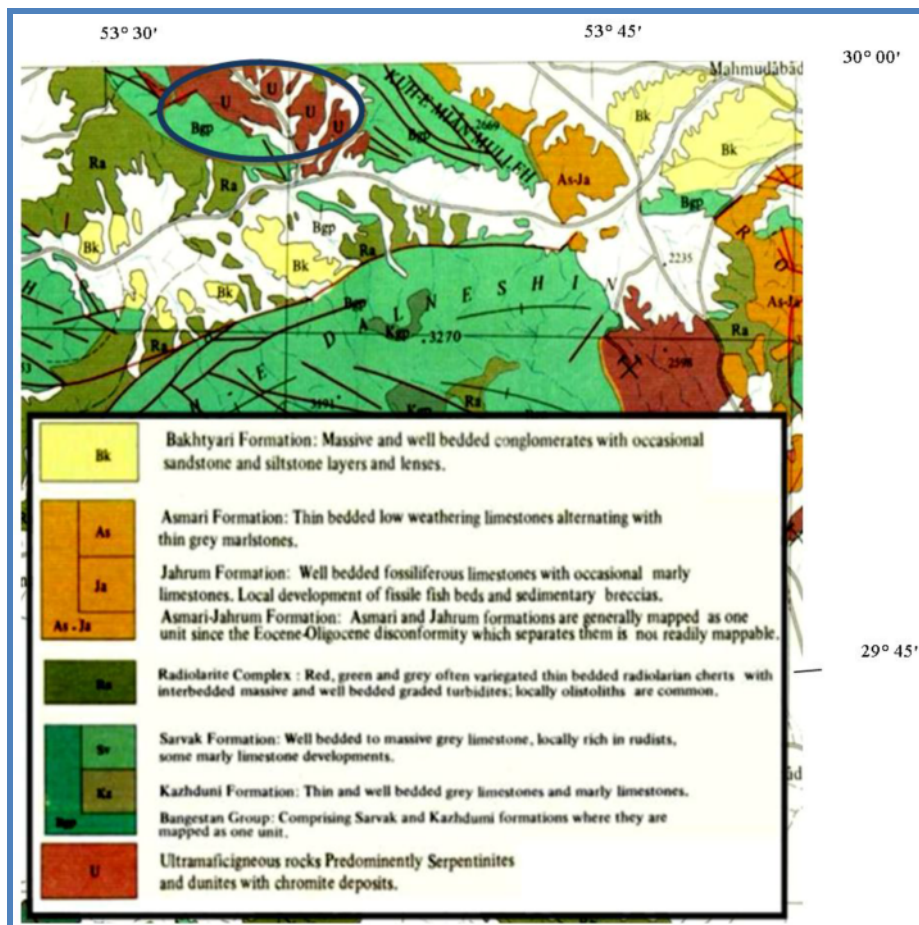 53° 30'
53° 45'
30° 00'
Mahmudābād
U
U
U
U
KUH-E MIAN MULLEH
2669
Bgp
Bgp
Bk
Bk
Ra
As-Ja
Ra
Bgp
Bgp
Ra
Bk
Bk
Bk
2235
As-Ja
DALNESHIN
Bgp
Kgp
3270
Ra
Ra
2598
Ra
3191
Kgp
Bk
Bakhtyari Formation: Massive and well bedded conglomerates with occasional
sandstone and siltstone layers and lenses.
As
Asmari Formation: Thin bedded low weathering limestones alternating with
thin grey marlstones.
Ja
Jahrum Formation: Well bedded fossiliferous limestones with occasional marly
limestones. Local development of fissile fish beds and sedimentary breccias.
As - Ja
Asmari-Jahrum Formation: Asmari and Jahrum formations are generally mapped as one
unit since the Eocene-Oligocene disconformity which separates them is not readily mappable.
29° 45'
Ra
Radiolarite Complex : Red, green and grey often variegated thin bedded radiolarian cherts with
interbedded massive and well bedded graded turbidites; locally olistoliths are common.
Sv
Sarvak Formation: Well bedded to massive grey limestone, locally rich in rudists,
some marly limestone developments.
Kz
Kazhduni Formation: Thin and well bedded grey limestones and marly limestones.
Bgp
Bangestan Group: Comprising Sarvak and Kazhdumi formations where they are
mapped as one unit.
U
Ultramaficigneous rocks Predominently Serpentinites
and dunites with chromite deposits.